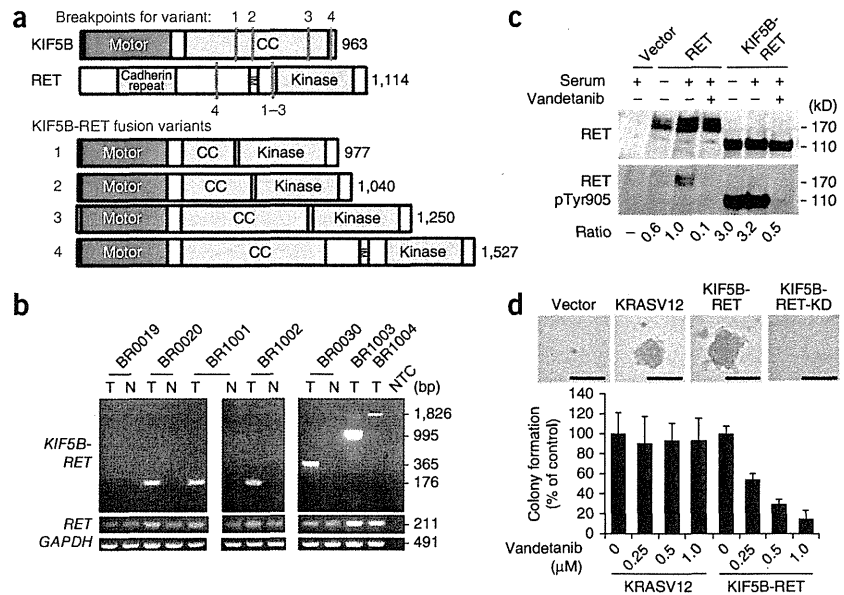 a
Breakpoints for variant: 1 2 3 4
KIF5B Motor CC 963
RET Cadherin repeat Kinase 1,114
4 1–3
KIF5B-RET fusion variants
1 Motor CC Kinase 977
2 Motor CC Kinase 1,040
3 Motor CC Kinase 1,250
4 Motor CC Kinase 1,527
b
BR0019 BR0020 BR1001 BR1002 BR0030 BR1003 BR1004 NTC
T N T N T N T N T N T T (bp)
KIF5B-RET
1,826
995
365
176
RET 211
GAPDH 491
c
Vector RET KIF5B-RET
Serum + – + + – + +
Vandetanib – – – + – – + (kD)
RET 170
110
RET pTyr905 170
110
Ratio – 0.6 1.0 0.1 3.0 3.2 0.5
d
Vector KRASV12 KIF5B-RET KIF5B-RET-KD
Colony formation (% of control)
140
120
100
80
60
40
20
0
Vandetanib (μM) 0 0.25 0.5 1.0 0 0.25 0.5 1.0
KRASV12 KIF5B-RET